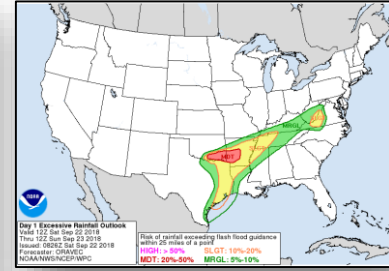 MRGL
MDT
NOAA
Day 1 Excessive Rainfall Outlook
Valid 12Z Sat Sep 22 2018
Thru 12Z Sun Sep 23 2018
Issued: 0826Z Sat Sep 22 2018
Forecaster: ORAVEC
NOAA/NWS/NCEP/WPC
Risk of rainfall exceeding flash flood guidance
within 25 miles of a point
HIGH: > 50% SLGT: 10%-20%
MDT: 20%-50% MRGL: 5%-10%